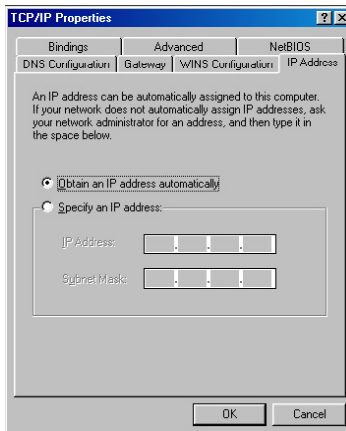 TCP/IP Properties
Bindings Advanced NetBIOS
DNS Configuration Gateway WINS Configuration IP Address
An IP address can be automatically assigned to this computer.
If your network does not automatically assign IP addresses, ask
your network administrator for an address, and then type it in
the space below.
Obtain an IP address automatically
Specify an IP address:
IP Address:
Subnet Mask:
OK Cancel